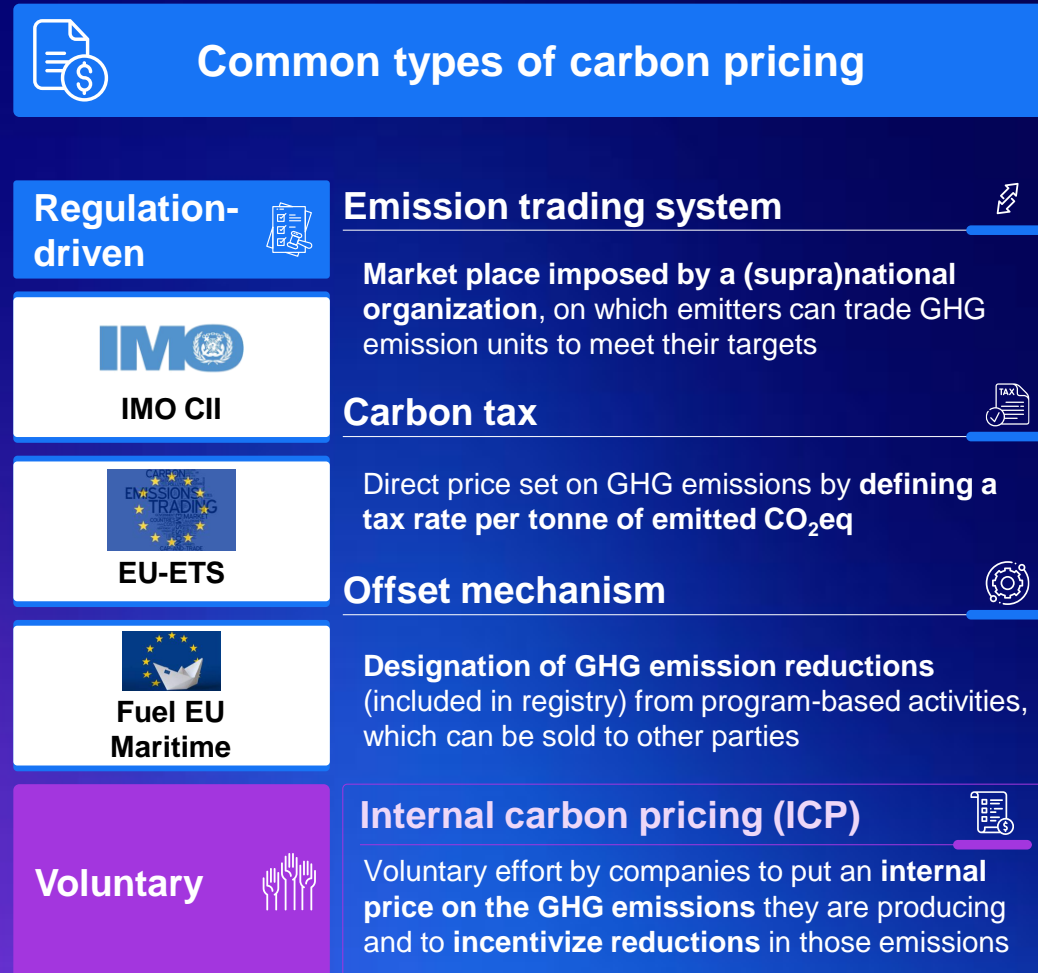 Common types of carbon pricing
Regulation-
driven
IMO
IMO CII
CARBON
EMISSIONS
TRADING
MARKET
CAP-AND-TRADE
EU-ETS
Fuel EU
Maritime
Voluntary
Emission trading system
Market place imposed by a (supra)national
organization, on which emitters can trade GHG
emission units to meet their targets
TAX
Carbon tax
Direct price set on GHG emissions by defining a
tax rate per tonne of emitted CO₂eq
Offset mechanism
Designation of GHG emission reductions
(included in registry) from program-based activities,
which can be sold to other parties
Internal carbon pricing (ICP)
Voluntary effort by companies to put an internal
price on the GHG emissions they are producing
and to incentivize reductions in those emissions